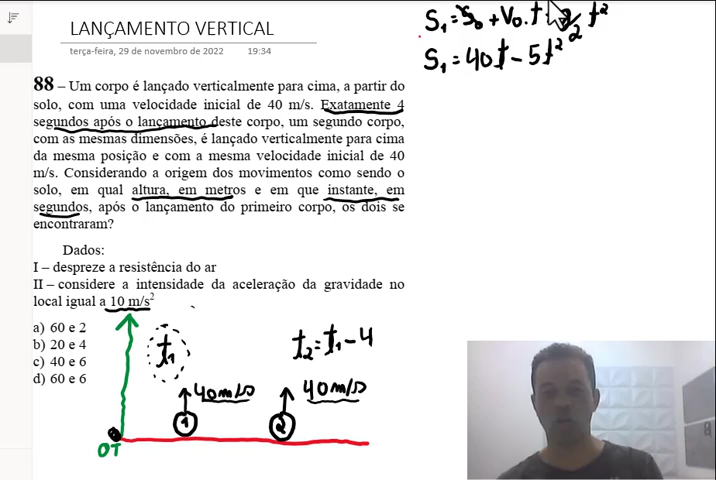 LANÇAMENTO VERTICAL
terça-feira, 29 de novembro de 2022 19:34
S₁ = S₀ + V₀.t - t²
2
S₁ = 40t - 5t²
88 – Um corpo é lançado verticalmente para cima, a partir do
solo, com uma velocidade inicial de 40 m/s. Exatamente 4
segundos após o lançamento deste corpo, um segundo corpo,
com as mesmas dimensões, é lançado verticalmente para cima
da mesma posição e com a mesma velocidade inicial de 40
m/s. Considerando a origem dos movimentos como sendo o
solo, em qual altura, em metros e em que instante, em
segundos, após o lançamento do primeiro corpo, os dois se
encontraram?
Dados:
I – despreze a resistência do ar
II – considere a intensidade da aceleração da gravidade no
local igual a 10 m/s²
a) 60 e 2
b) 20 e 4
c) 40 e 6
d) 60 e 6
t₁
t₂ = t₁ - 4
40m/s
40m/s
1
2
OT